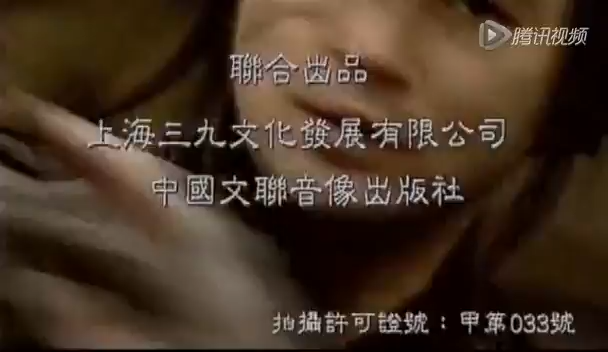 腾讯视频
聯合出品
上海三九文化發展有限公司
中國文聯音像出版社
拍攝許可證號：甲第033號